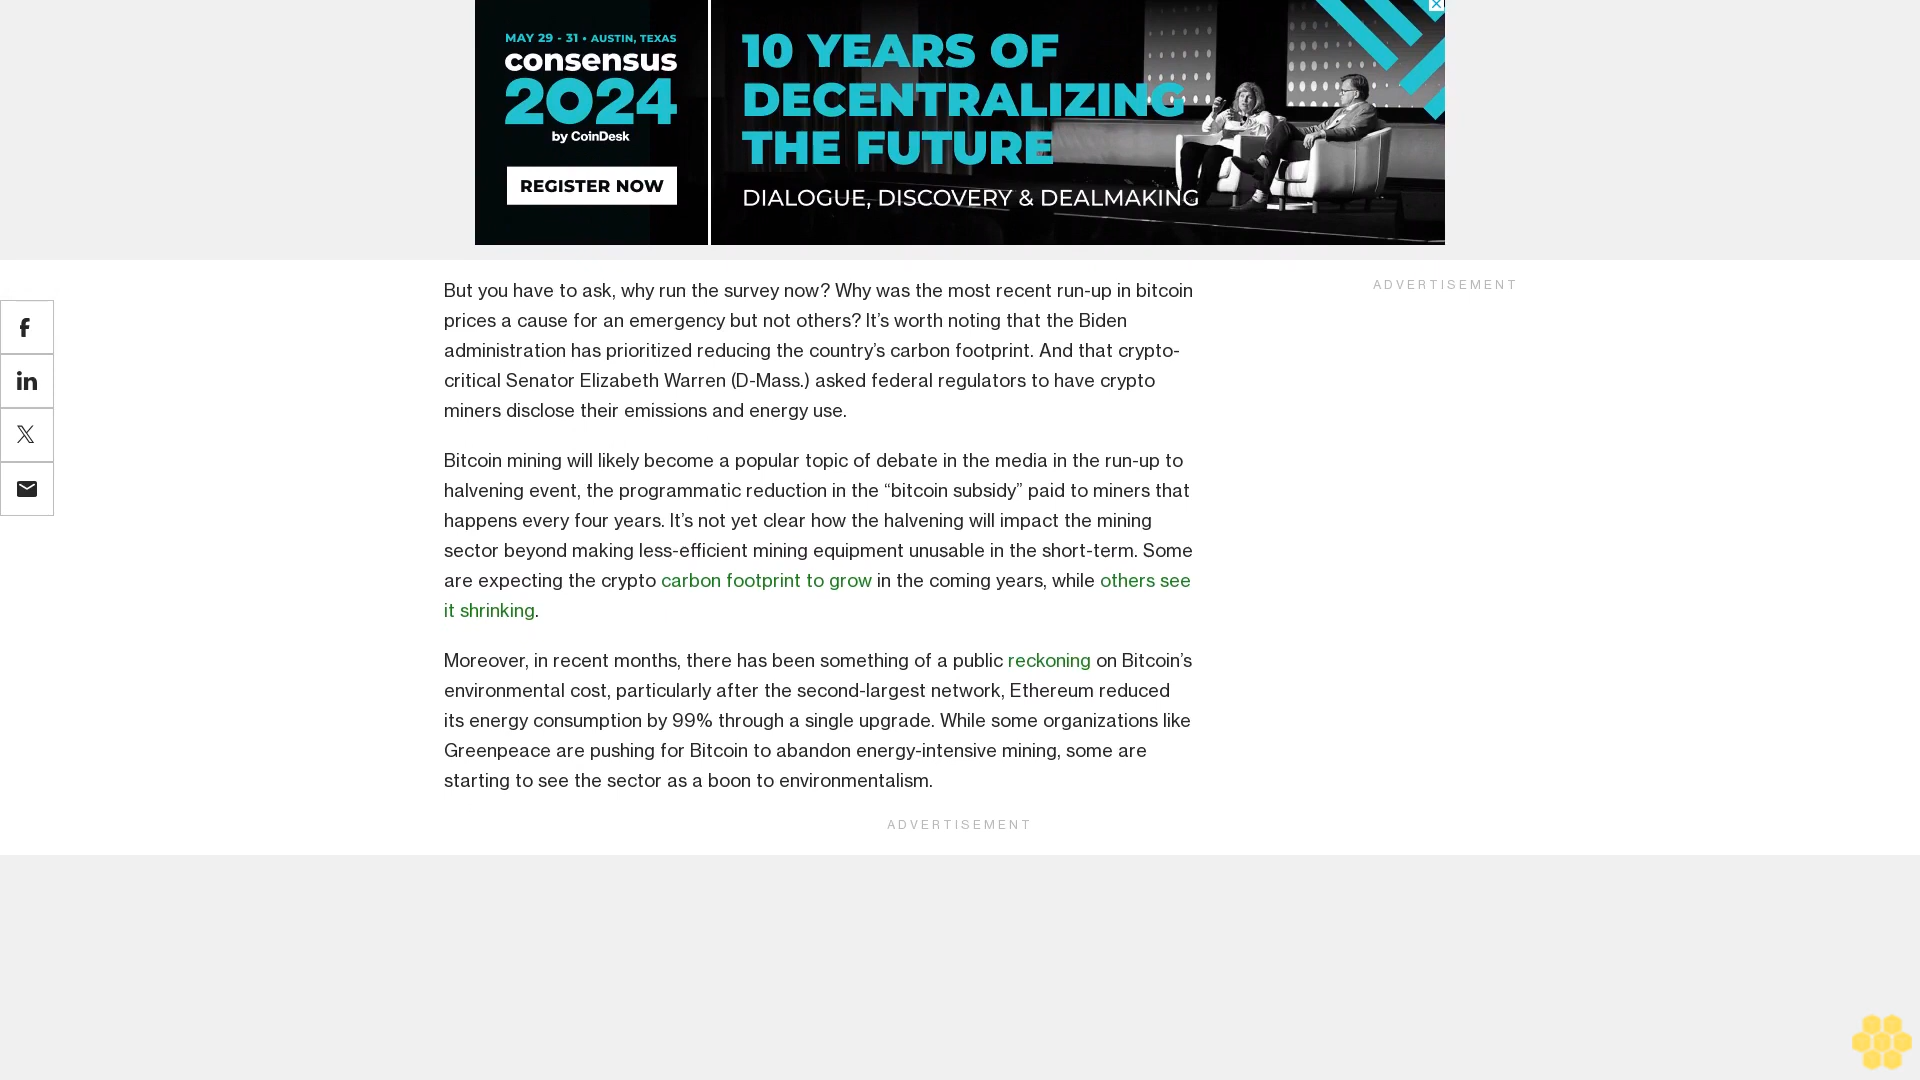 MAY 29 - 31 • AUSTIN, TEXAS
consensus
2024
by CoinDesk
REGISTER NOW
10 YEARS OF
DECENTRALIZING
THE FUTURE
DIALOGUE, DISCOVERY & DEALMAKING
ADVERTISEMENT
But you have to ask, why run the survey now? Why was the most recent run-up in bitcoin
prices a cause for an emergency but not others? It’s worth noting that the Biden
administration has prioritized reducing the country’s carbon footprint. And that crypto-
critical Senator Elizabeth Warren (D-Mass.) asked federal regulators to have crypto
miners disclose their emissions and energy use.
Bitcoin mining will likely become a popular topic of debate in the media in the run-up to
halvening event, the programmatic reduction in the “bitcoin subsidy” paid to miners that
happens every four years. It’s not yet clear how the halvening will impact the mining
sector beyond making less-efficient mining equipment unusable in the short-term. Some
are expecting the crypto carbon footprint to grow in the coming years, while others see
it shrinking.
Moreover, in recent months, there has been something of a public reckoning on Bitcoin’s
environmental cost, particularly after the second-largest network, Ethereum reduced
its energy consumption by 99% through a single upgrade. While some organizations like
Greenpeace are pushing for Bitcoin to abandon energy-intensive mining, some are
starting to see the sector as a boon to environmentalism.
ADVERTISEMENT